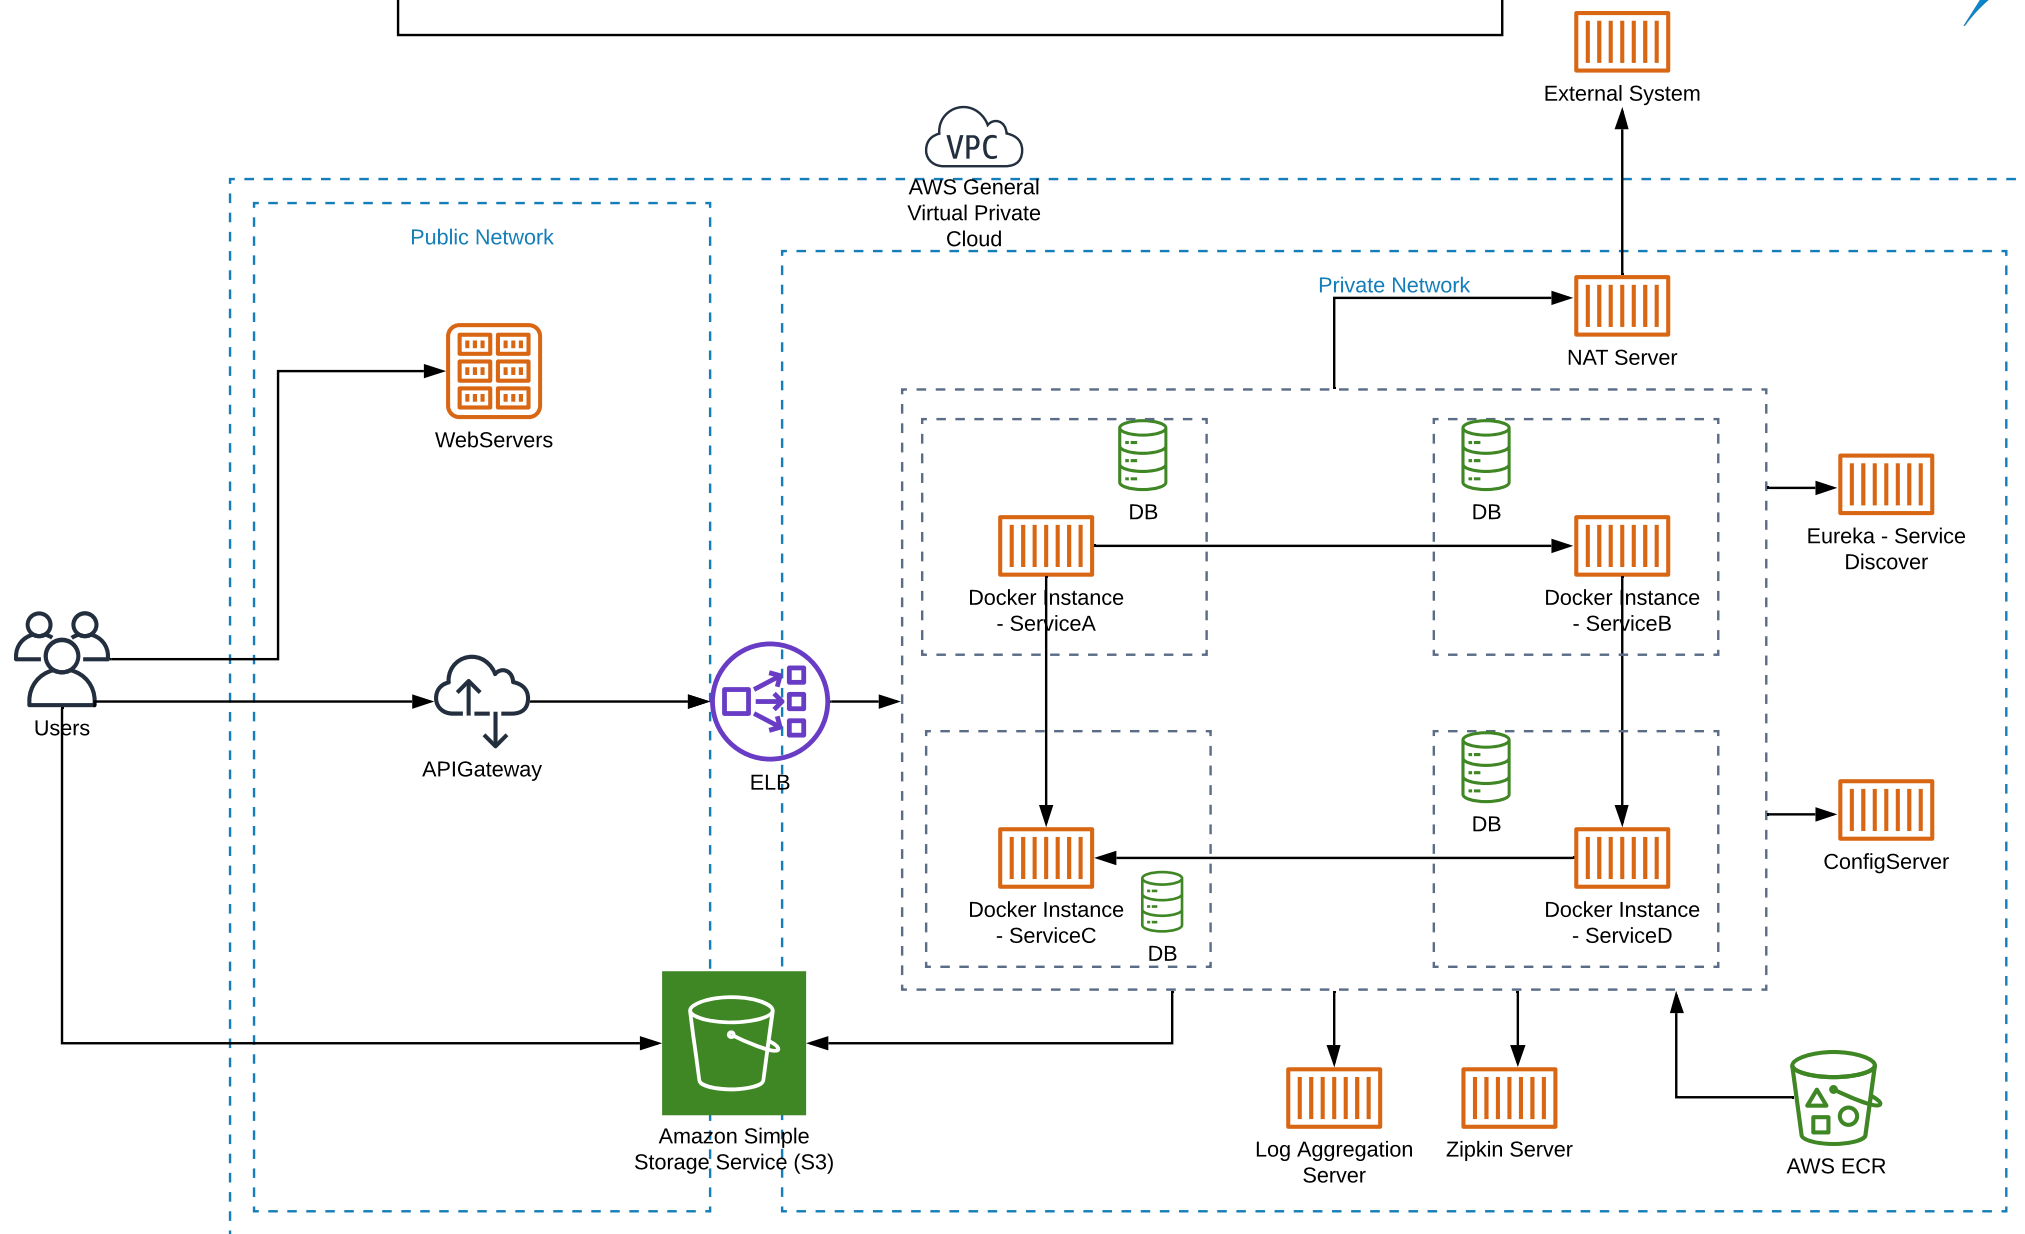 External System
VPC
AWS General
Virtual Private
Cloud
Public Network
Private Network
NAT Server
WebServers
DB
DB
Docker Instance
- ServiceA
Docker Instance
- ServiceB
Eureka - Service
Discover
Users
APIGateway
ELB
DB
ConfigServer
Docker Instance
- ServiceC
DB
Docker Instance
- ServiceD
Amazon Simple
Storage Service (S3)
Log Aggregation
Server
Zipkin Server
AWS ECR